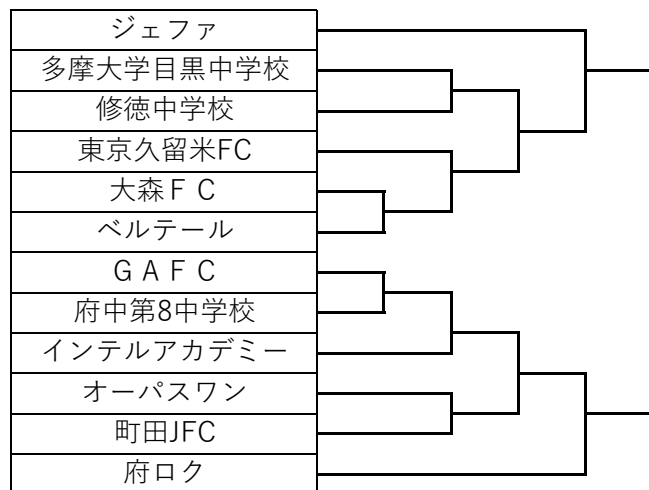 ジェファ
多摩大学目黒中学校
修徳中学校
東京久留米FC
大森ＦＣ
ベルテール
ＧＡＦＣ
府中第8中学校
インテルアカデミー
オーパスワン
町田JFC
府ロク